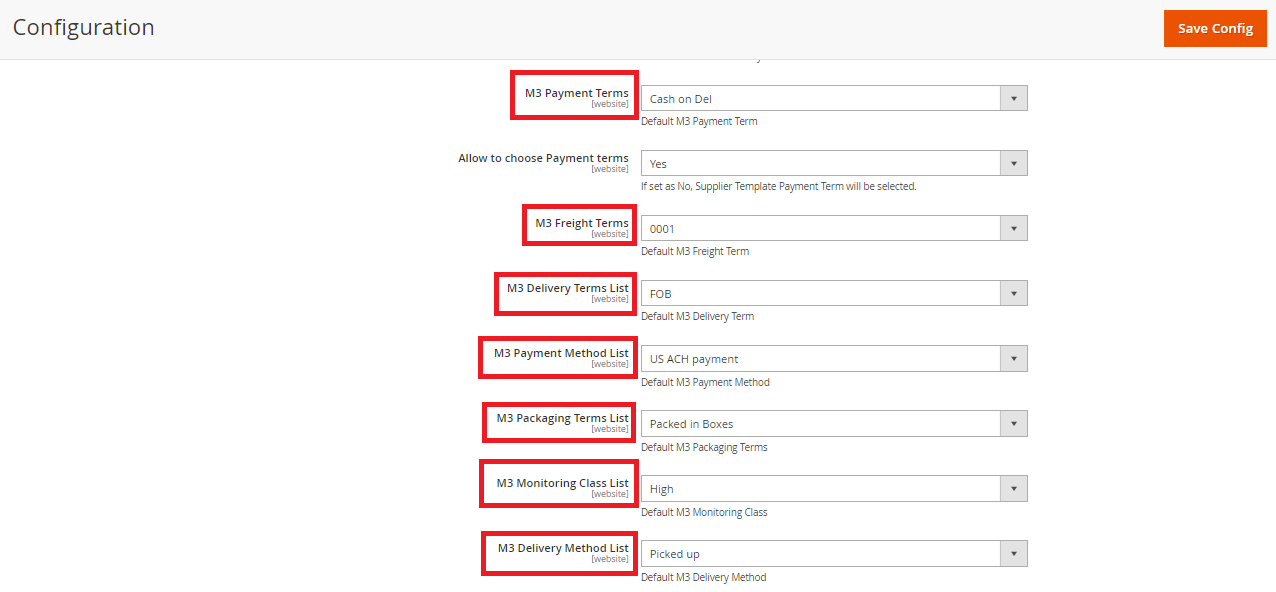 Configuration
Save Config
M3 Payment Terms
[website]
Cash on Del
Default M3 Payment Term
Allow to choose Payment terms
[website]
Yes
If set as No, Supplier Template Payment Term will be selected.
M3 Freight Terms
[website]
0001
Default M3 Freight Term
M3 Delivery Terms List
[website]
FOB
Default M3 Delivery Term
M3 Payment Method List
[website]
US ACH payment
Default M3 Payment Method
M3 Packaging Terms List
[website]
Packed in Boxes
Default M3 Packaging Terms
M3 Monitoring Class List
[website]
High
Default M3 Monitoring Class
M3 Delivery Method List
[website]
Picked up
Default M3 Delivery Method